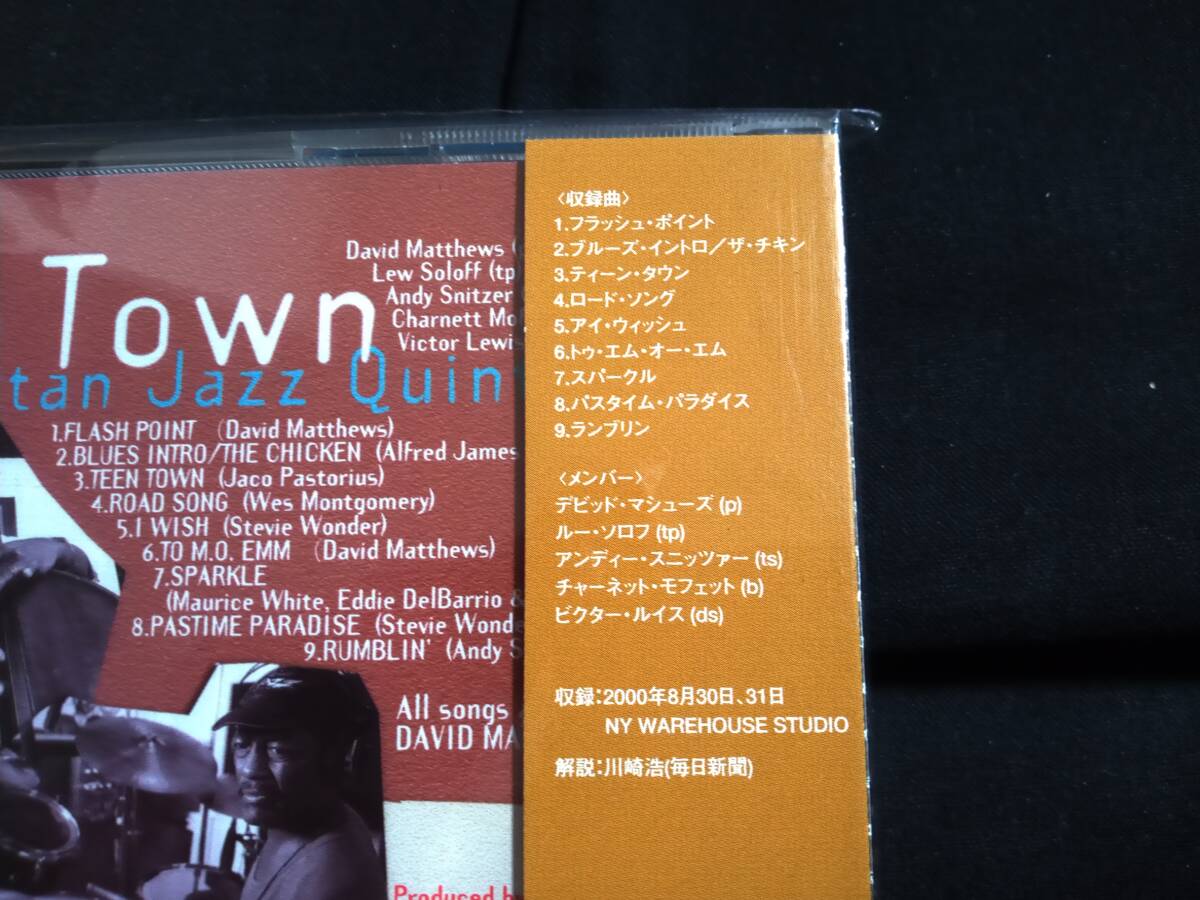 David Matthews (
Lew Soloff (tp
Andy Snitzer
Charnett
Victor Lewis
Town
tan Jazz Quin
1.FLASH POINT (David Matthews)
2.BLUES INTRO/THE CHICKEN (Alfred James
3.TEEN TOWN (Jaco Pastorius)
4.ROAD SONG (Wes Montgomery)
5.I WISH (Stevie Wonder)
6.TO M.O. EMM (David Matthews)
7.SPARKLE
(Maurice White, Eddie DelBarrio &
8.PASTIME PARADISE (Stevie Wonde
9.RUMBLIN' (Andy S
All songs
DAVID MA
Produced by
〈収録曲〉
1.フラッシュ・ポイント
2.ブルーズ・イントロ/ザ・チキン
3.ティーン・タウン
4.ロード・ソング
5.アイ・ウィッシュ
6.トゥ・エム・オー・エム
7.スパークル
8.パスタイム・パラダイス
9.ランブリン
〈メンバー〉
デビッド・マシューズ(p)
ルー・ソロフ(tp)
アンディー・スニッツァー(ts)
チャーネット・モフェット(b)
ビクター・ルイス(ds)
収録:2000年8月30日、31日
NY WAREHOUSE STUDIO
解説:川崎浩(毎日新聞)